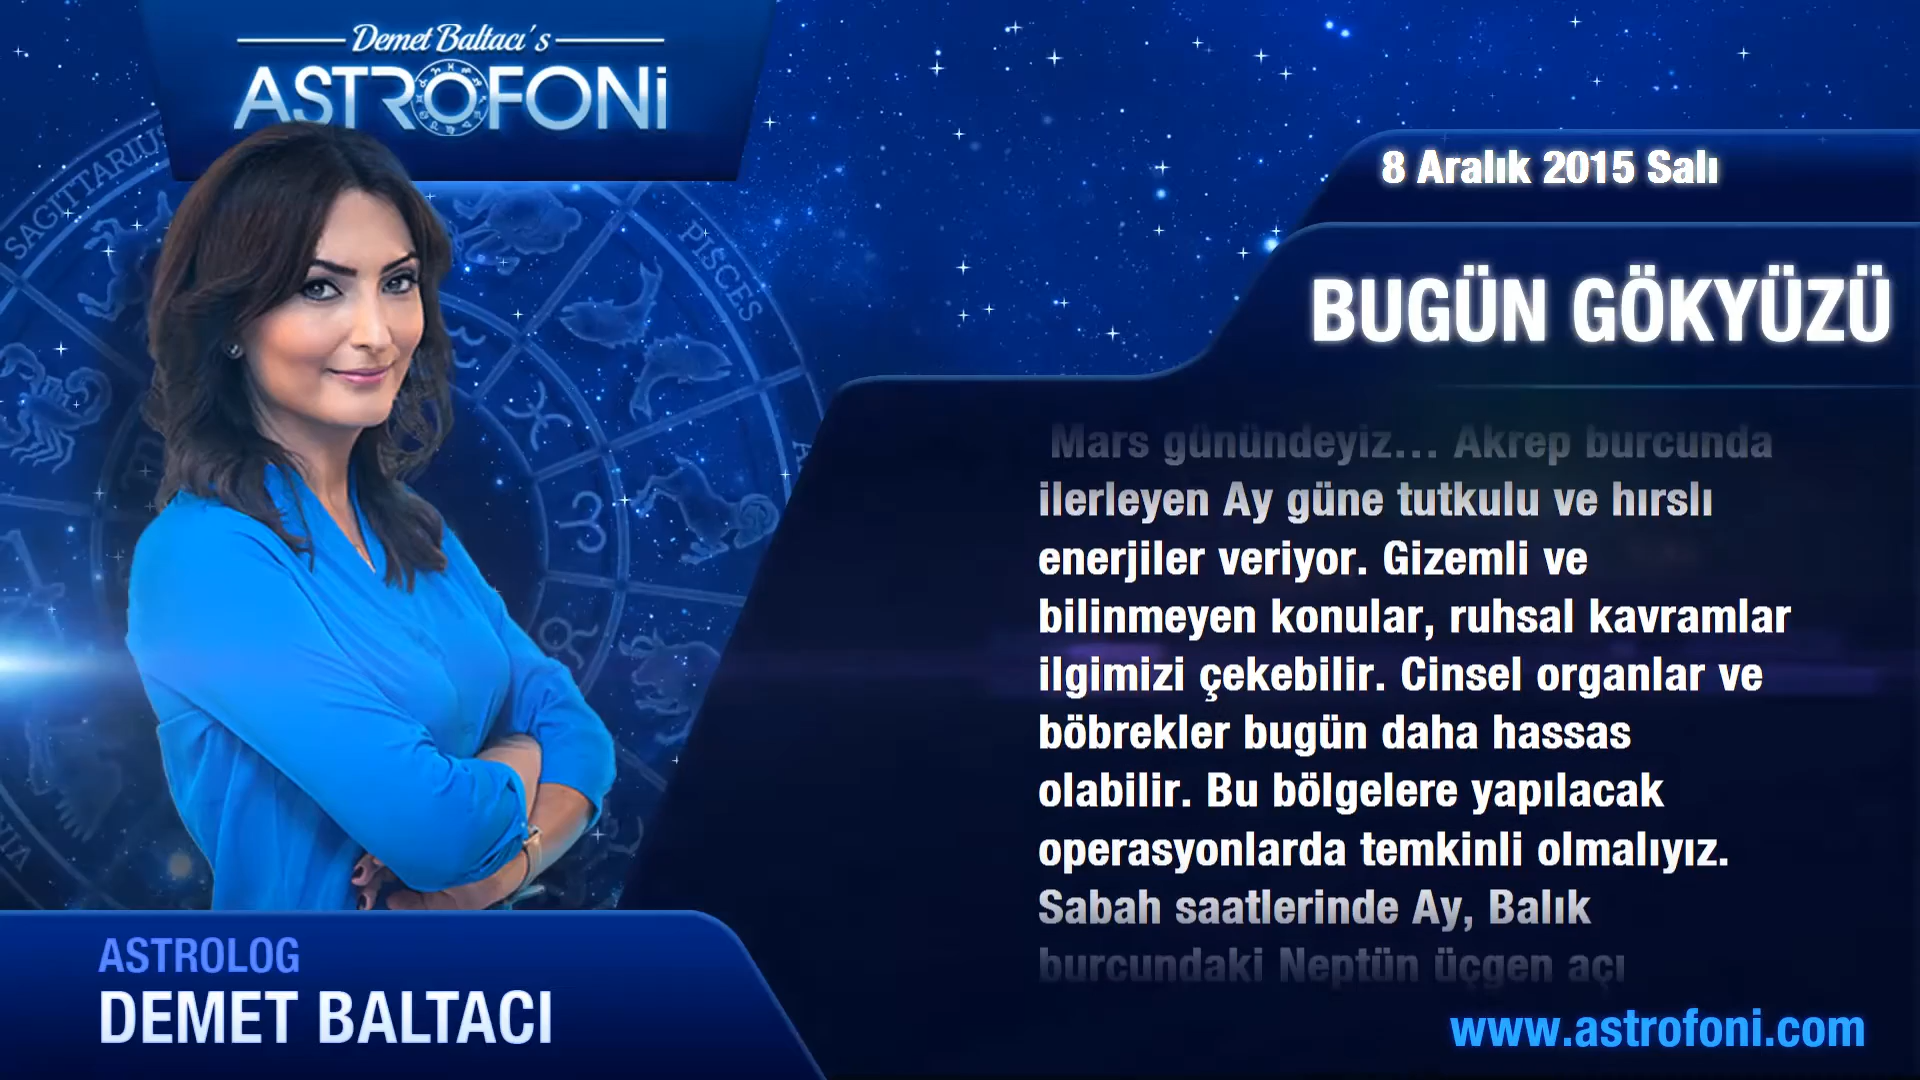 Demet Baltacı's
ASTROFONİ
8 Aralık 2015 Salı
BUGÜN GÖKYÜZÜ
Mars günündeyiz... Akrep burcunda
ilerleyen Ay güne tutkulu ve hırslı
enerjiler veriyor. Gizemli ve
bilinmeyen konular, ruhsal kavramlar
ilgimizi çekebilir. Cinsel organlar ve
böbrekler bugün daha hassas
olabilir. Bu bölgelere yapılacak
operasyonlarda temkinli olmalıyız.
Sabah saatlerinde Ay, Balık
burcundaki Neptün üçgen açı
SAGITTARIUS
PISCES
ASTROLOG
DEMET BALTACI
www.astrofoni.com